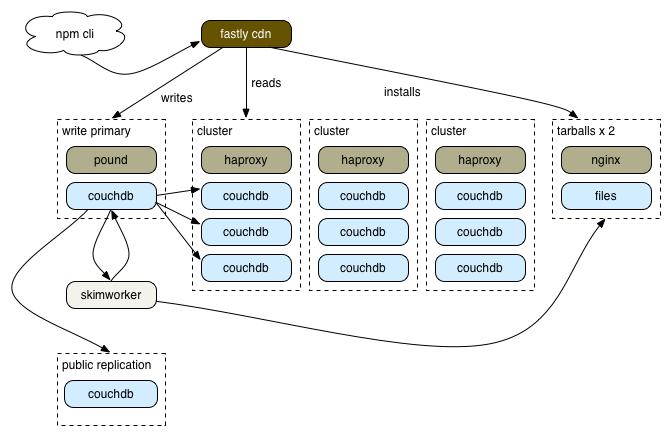 npm cli
fastly cdn
writes
reads
installs
write primary
pound
couchdb
cluster
haproxy
couchdb
couchdb
couchdb
cluster
haproxy
couchdb
couchdb
couchdb
cluster
haproxy
couchdb
couchdb
couchdb
tarballs x 2
nginx
files
skimworker
public replication
couchdb